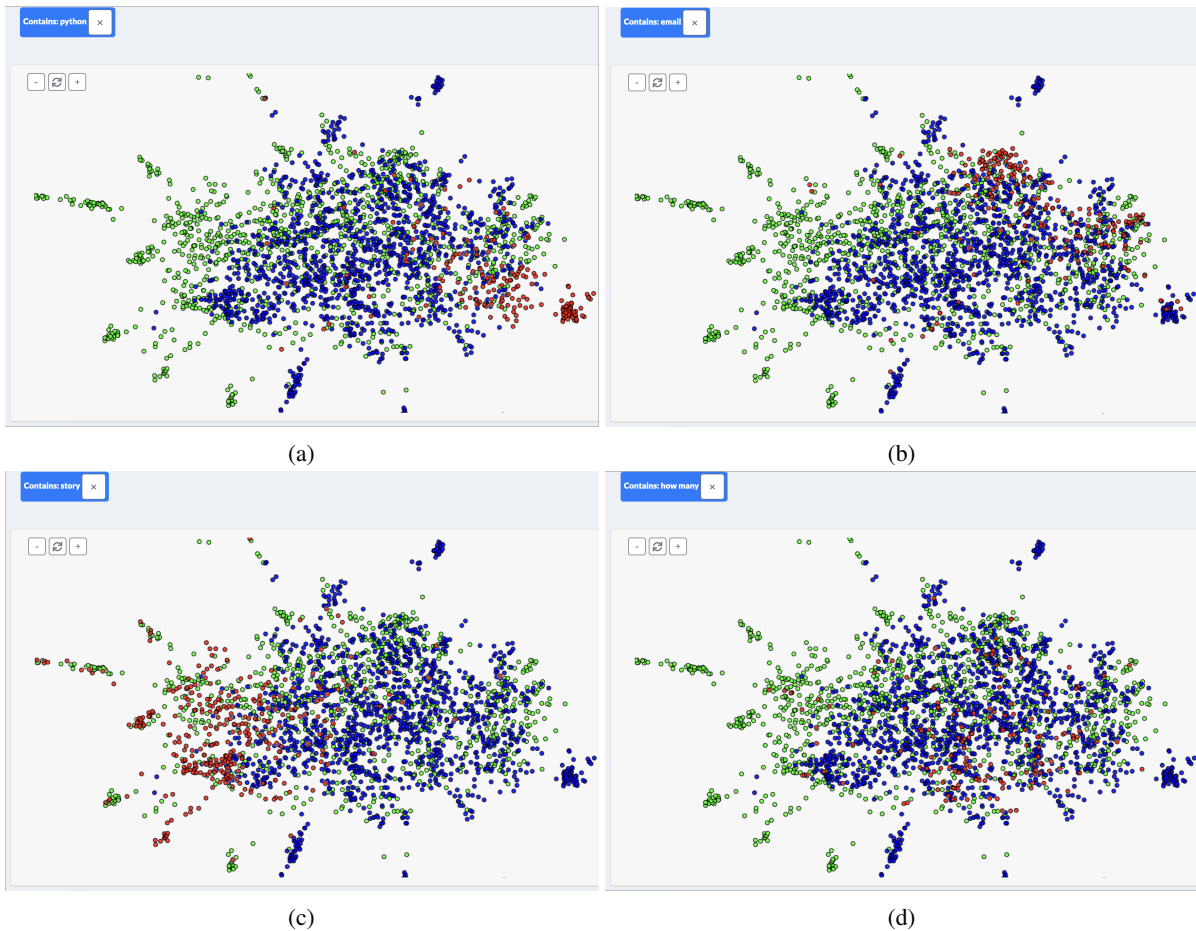 Contains: python ×
Contains: email ×
- +
- +
(a)
(b)
Contains: story ×
Contains: how many ×
- +
- +
(c)
(d)